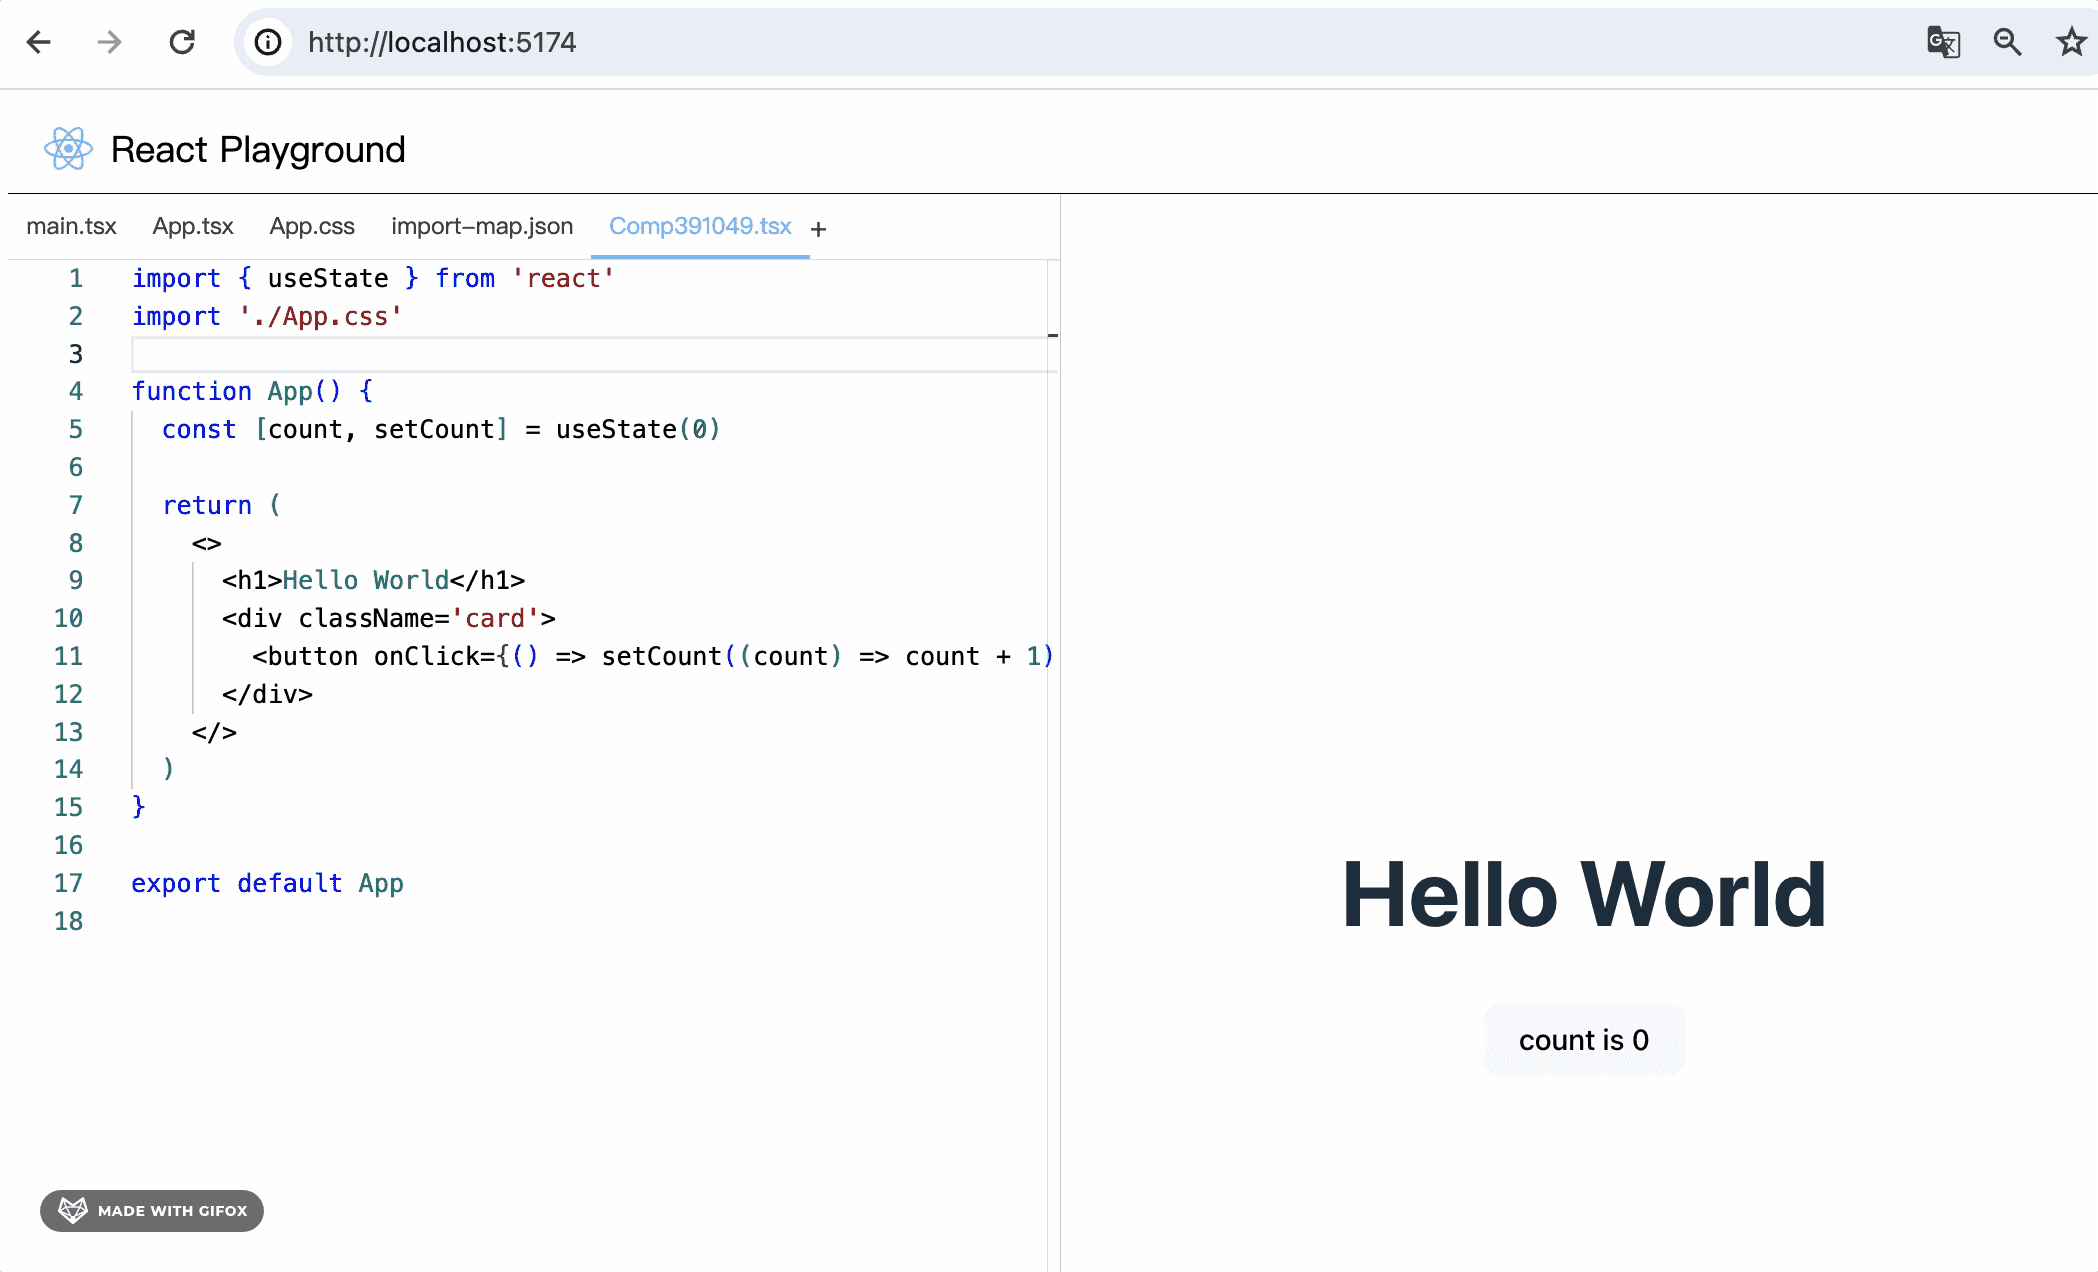 http://localhost:5174
React Playground
main.tsx App.tsx App.css import-map.json Comp391049.tsx +
1 import { useState } from 'react'
2 import './App.css'
3
4 function App() {
5 const [count, setCount] = useState(0)
6
7 return (
8 <>
9 <h1>Hello World</h1>
10 <div className='card'>
11 <button onClick={() => setCount((count) => count + 1)
12 </div>
13 </>
14 )
15 }
16
17 export default App
18
Hello World
count is 0
MADE WITH GIFOX